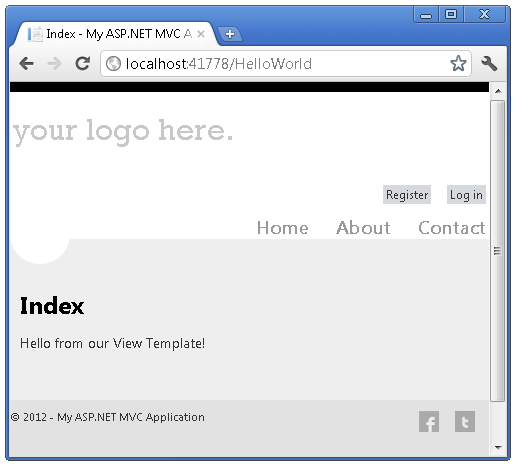 Index - My ASP.NET MVC A
localhost:41778/HelloWorld
your logo here.
Register Log in
Home About Contact
Index
Hello from our View Template!
© 2012 - My ASP.NET MVC Application